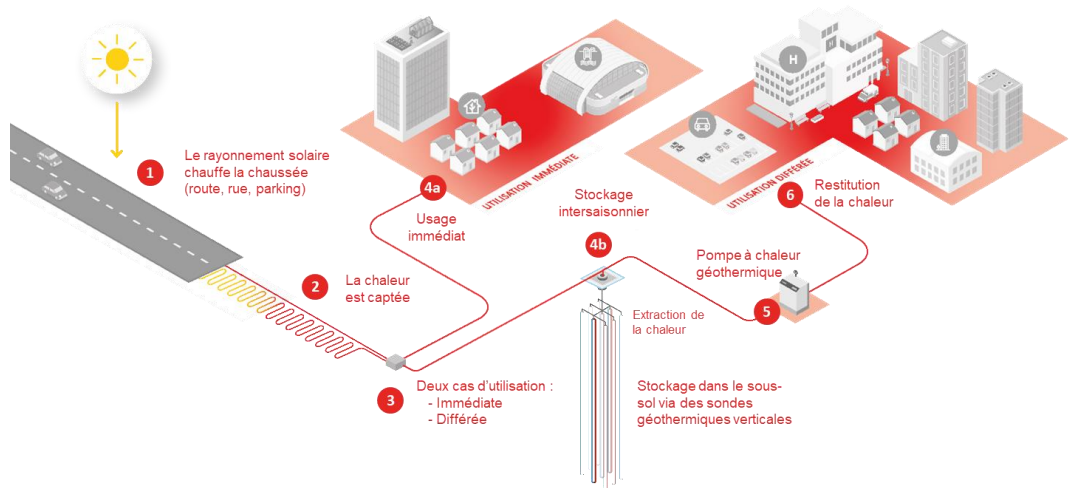 1
Le rayonnement solaire
chauffe la chaussée
(route, rue, parking)
2
La chaleur
est captée
3
Deux cas d’utilisation :
- Immédiate
- Différée
4a
Usage
immédiat
UTILISATION IMMÉDIATE
Stockage
intersaisonnier
4b
Extraction de
la chaleur
Stockage dans le sous-
sol via des sondes
géothermiques verticales
Pompe à chaleur
géothermique
5
6
Restitution
de la chaleur
UTILISATION DIFFÉRÉE
H
H